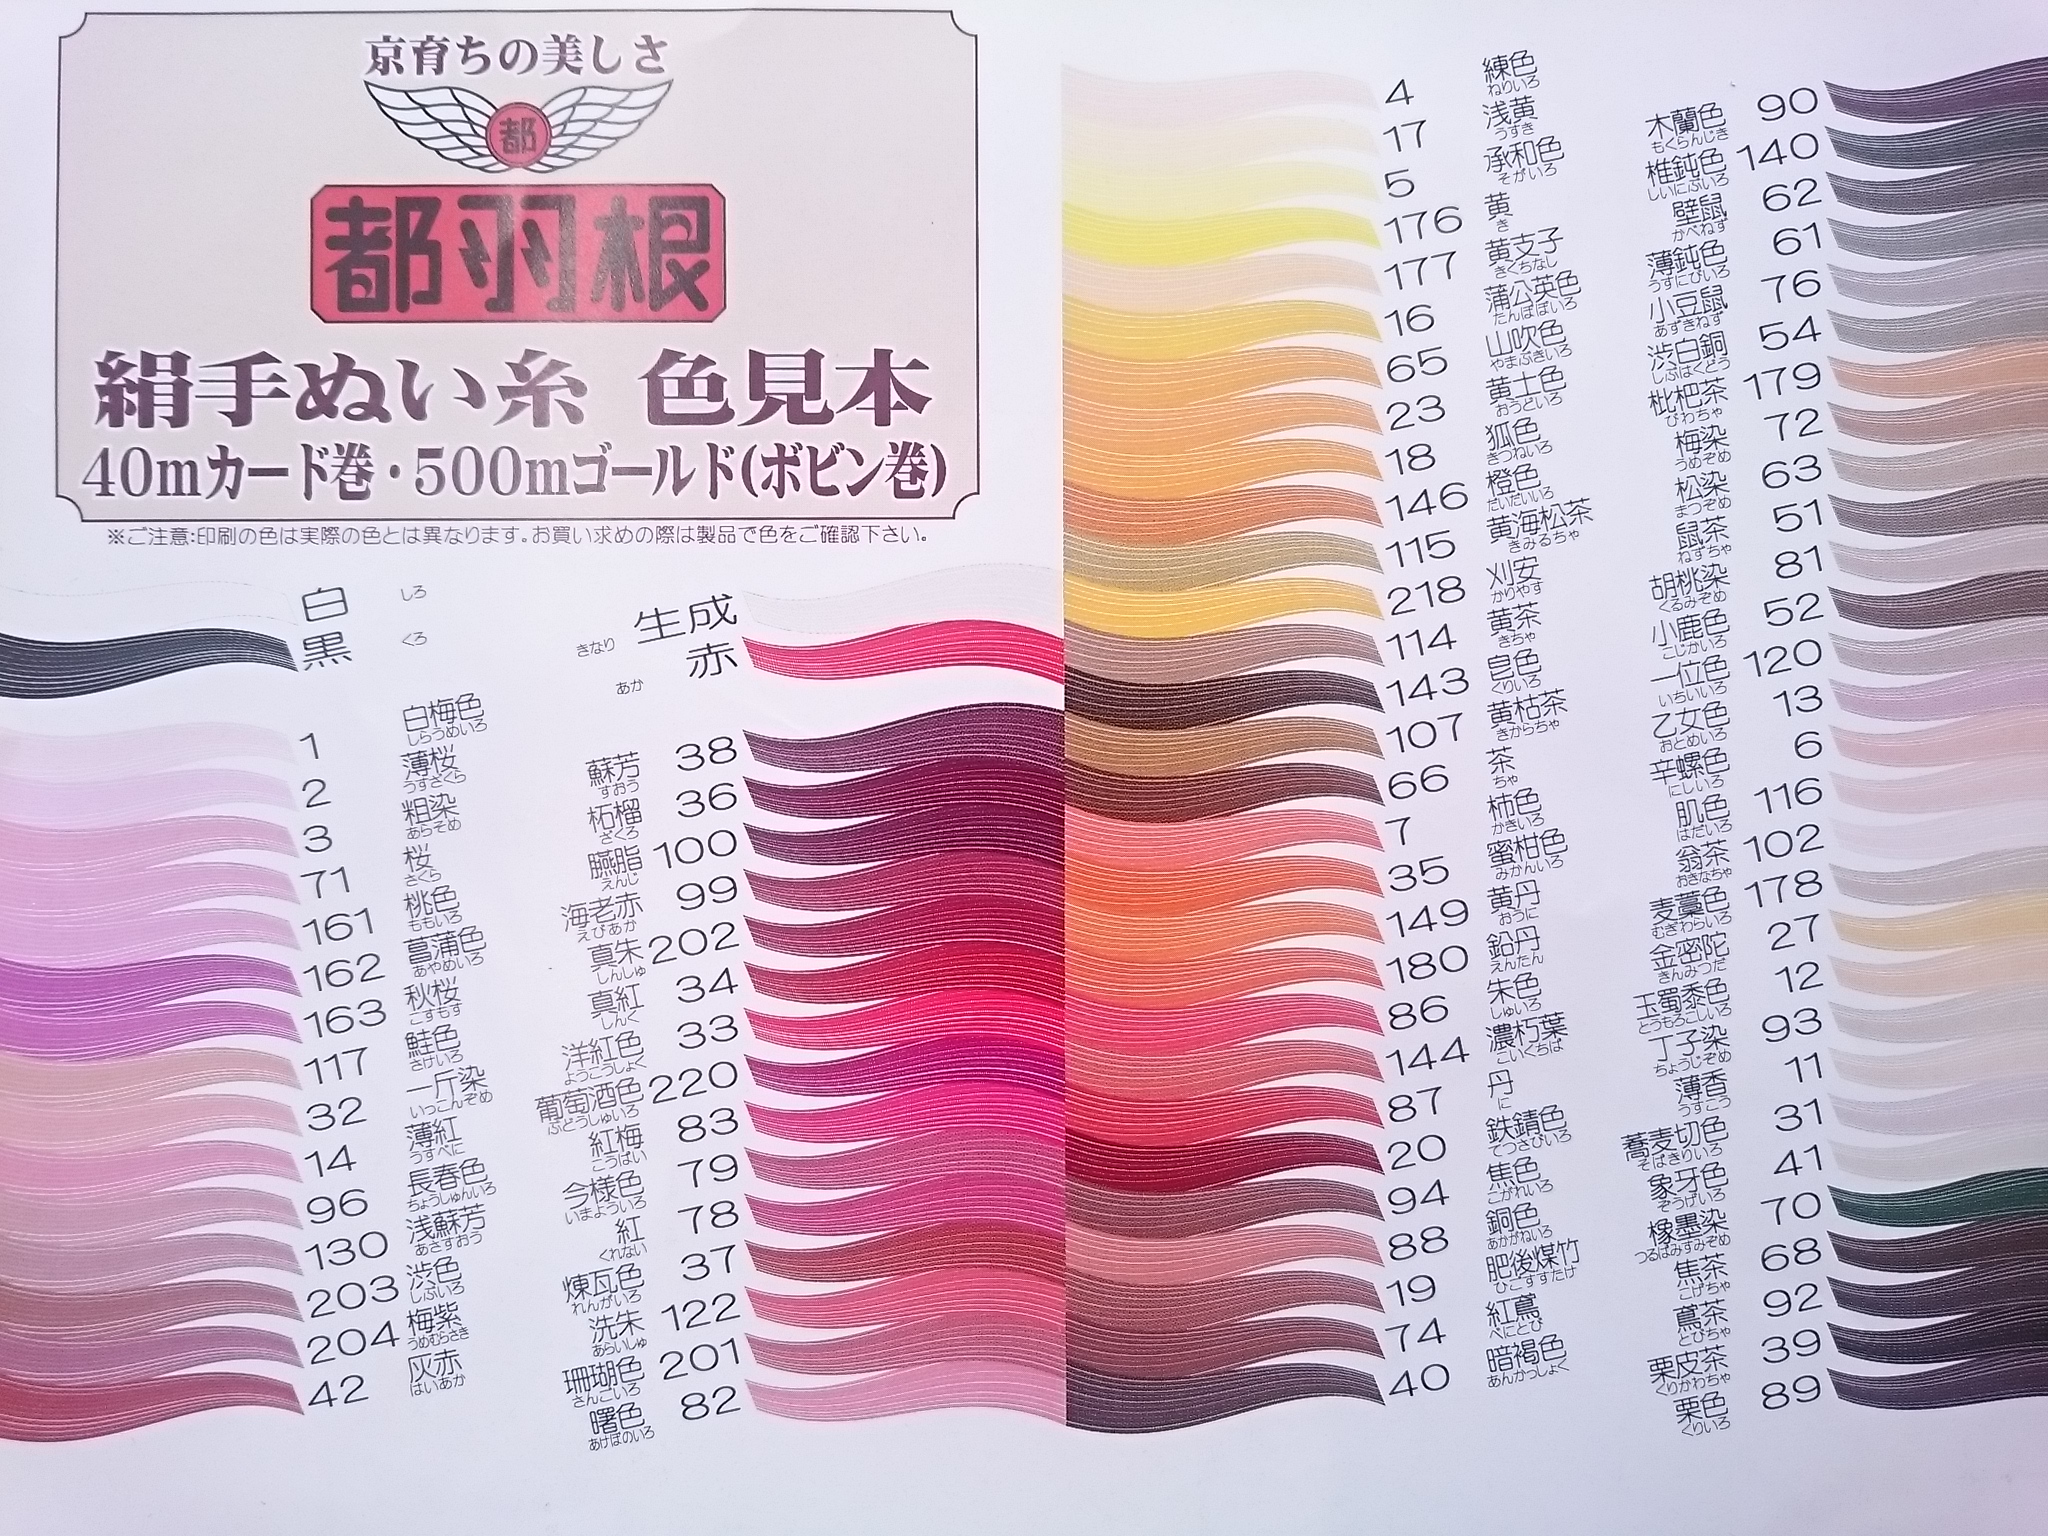 京育ちの美しさ
都
都羽根
絹手ぬい糸 色見本
40mカード巻・500mゴールド(ボビン巻)
※ご注意:印刷の色は実際の色とは異なります。お買い求めの際は製品で色をご確認下さい。
白 しろ
黒 くろ
1 白梅色 しらうめいろ
2 薄桜 うすざくら
3 粗染 あらぞめ
71 桜 さくら
161 桃色 ももいろ
162 菖蒲色 あやめいろ
163 秋桜 こすもす
117 鮭色 さけいろ
32 一斤染 いっこんぞめ
14 薄紅 うすべに
96 長春色 ちょうしゅんいろ
130 浅蘇芳 あさすおう
203 渋色 しぶいろ
204 梅紫 うめむらさき
42 灰赤 はいあか
生成 きなり
赤 あか
蘇芳 すおう 38
柘榴 ざくろ 36
臙脂 えんじ 100
海老赤 えびあか 99
真朱 しんしゅ 202
真紅 しんく 34
洋紅色 ようこうしょく 33
葡萄酒色 ぶどうしゅいろ 220
紅梅 こうばい 83
今様色 いまよういろ 79
紅 くれない 78
煉瓦色 れんがいろ 37
洗朱 あらいしゅ 122
珊瑚色 さんごいろ 201
曙色 あけぼのいろ 82
4 練色 ねりいろ
17 浅黄 うすき
5 承和色 そがいろ
176 黄 き
177 黄支子 きくちなし
16 蒲公英色 たんぽぽいろ
65 山吹色 やまぶきいろ
23 黄土色 おうどいろ
18 狐色 きつねいろ
146 橙色 だいだいいろ
115 黄海松茶 きみるちゃ
218 刈安 かりやす
114 黄茶 きちゃ
143 皀色 くりいろ
107 黄枯茶 きからちゃ
66 茶 ちゃ
7 柿色 かきいろ
35 蜜柑色 みかんいろ
149 黄丹 おうに
180 鉛丹 えんたん
86 朱色 しゅいろ
144 濃朽葉 こいくちば
87 丹 に
20 鉄錆色 てつさびいろ
94 焦色 こがれいろ
88 銅色 あかがねいろ
19 肥後煤竹 ひごすすたけ
74 紅鳶 べにとび
40 暗褐色 あんかっしょく
木蘭色 もくらんじき 90
椎鈍色 しいにぶいろ 140
壁鼠 かべねず 62
薄鈍色 うすにびいろ 61
小豆鼠 あずきねず 76
渋白銅 しぶはくどう 54
枇杷茶 びわちゃ 179
梅染 うめぞめ 72
松染 まつぞめ 63
鼠茶 ねずちゃ 51
胡桃染 くるみぞめ 81
小鹿色 こじかいろ 52
一位色 いちいいろ 120
乙女色 おとめいろ 13
辛螺色 にしいろ 6
肌色 はだいろ 116
翁茶 おきなちゃ 102
麦藁色 むぎわらいろ 178
金密陀 きんみつだ 27
玉蜀黍色 とうもろこしいろ 12
丁子染 ちょうじぞめ 93
薄香 うすこう 11
蕎麦切色 そばきりいろ 31
象牙色 ぞうげいろ 41
橡墨染 つるばみすみぞめ 70
焦茶 こげちゃ 68
鳶茶 とびちゃ 92
栗皮茶 くりかわちゃ 39
栗色 くりいろ 89